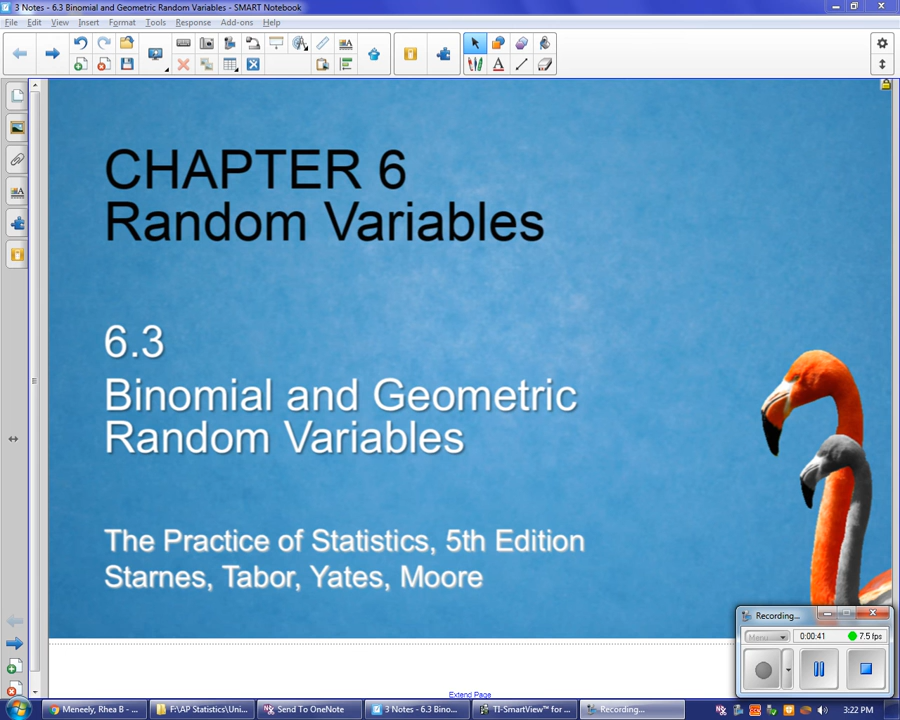 3 Notes - 6.3 Binomial and Geometric Random Variables - SMART Notebook
File Edit View Insert Format Tools Response Add-ons Help
CHAPTER 6
Random Variables
6.3
Binomial and Geometric
Random Variables
The Practice of Statistics, 5th Edition
Starnes, Tabor, Yates, Moore
Recording...
Menu 0:00:41 7.5 fps
Extend Page
Meneely, Rhea B - ... F:\AP Statistics\Uni... Send To OneNote 3 Notes - 6.3 Bino... TI-SmartView™ for ... Recording... 3:22 PM